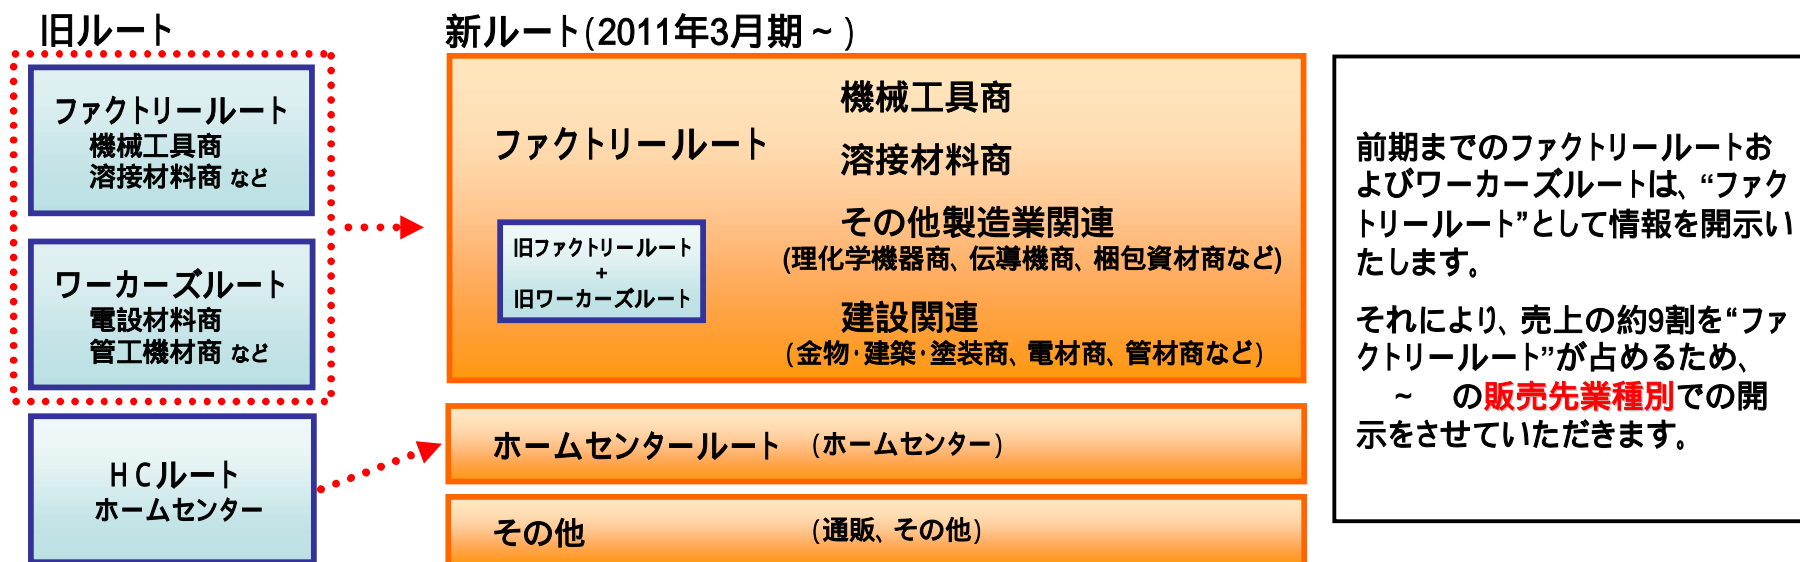 旧ルート
ファクトリールート
機械工具商
溶接材料商 など
ワーカーズルート
電設材料商
管工機材商 など
HCルート
ホームセンター
新ルート(2011年3月期~)
ファクトリールート
旧ファクトリールート
+
旧ワーカーズルート
機械工具商
溶接材料商
その他製造業関連
(理化学機器商、伝導機商、梱包資材商など)
建設関連
(金物・建築・塗装商、電材商、管材商など)
ホームセンタールート (ホームセンター)
その他 (通販、その他)
前期までのファクトリールートお
よびワーカーズルートは、“ファク
トリールート”として情報を開示い
たします。
それにより、売上の約9割を“ファ
クトリールート”が占めるため、
~ の販売先業種別での開
示をさせていただきます。